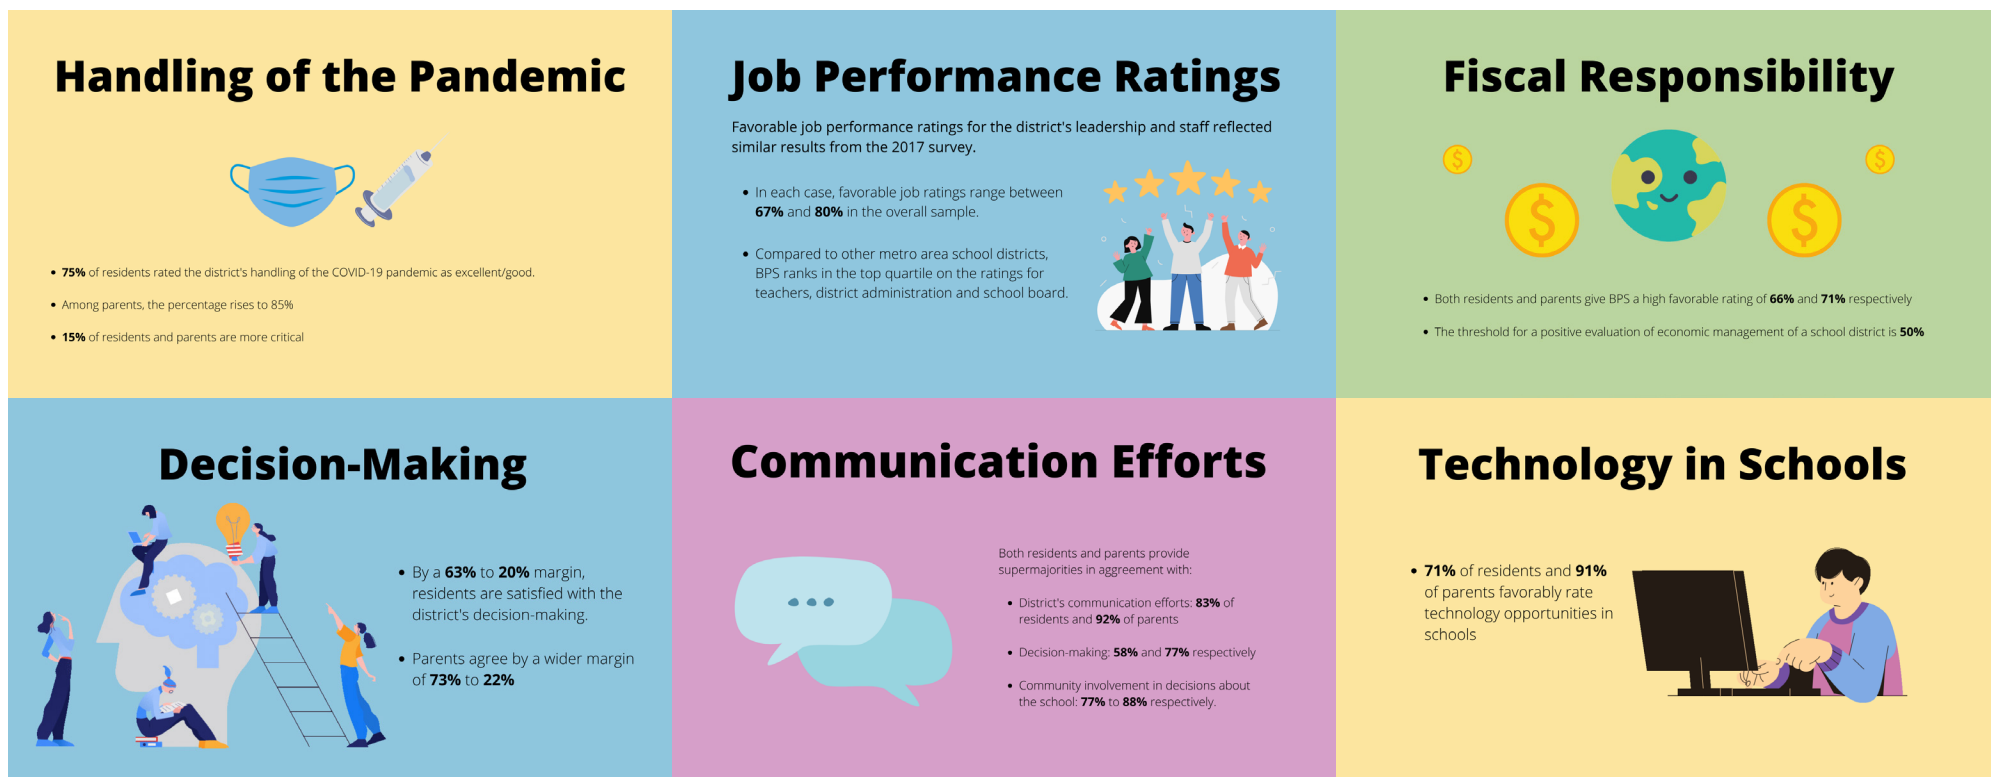 Handling of the Pandemic
• 75% of residents rated the district's handling of the COVID-19 pandemic as excellent/good.
• Among parents, the percentage rises to 85%
• 15% of residents and parents are more critical
Job Performance Ratings
Favorable job performance ratings for the district's leadership and staff reflected
similar results from the 2017 survey.
• In each case, favorable job ratings range between
67% and 80% in the overall sample.
• Compared to other metro area school districts,
BPS ranks in the top quartile on the ratings for
teachers, district administration and school board.
Fiscal Responsibility
$ $ $ $
• Both residents and parents give BPS a high favorable rating of 66% and 71% respectively
• The threshold for a positive evaluation of economic management of a school district is 50%
Decision-Making
• By a 63% to 20% margin,
residents are satisfied with the
district's decision-making.
• Parents agree by a wider margin
of 73% to 22%
Communication Efforts
Both residents and parents provide
supermajorities in aggreement with:
• District's communication efforts: 83% of
residents and 92% of parents
• Decision-making: 58% and 77% respectively
• Community involvement in decisions about
the school: 77% to 88% respectively.
Technology in Schools
• 71% of residents and 91%
of parents favorably rate
technology opportunities in
schools